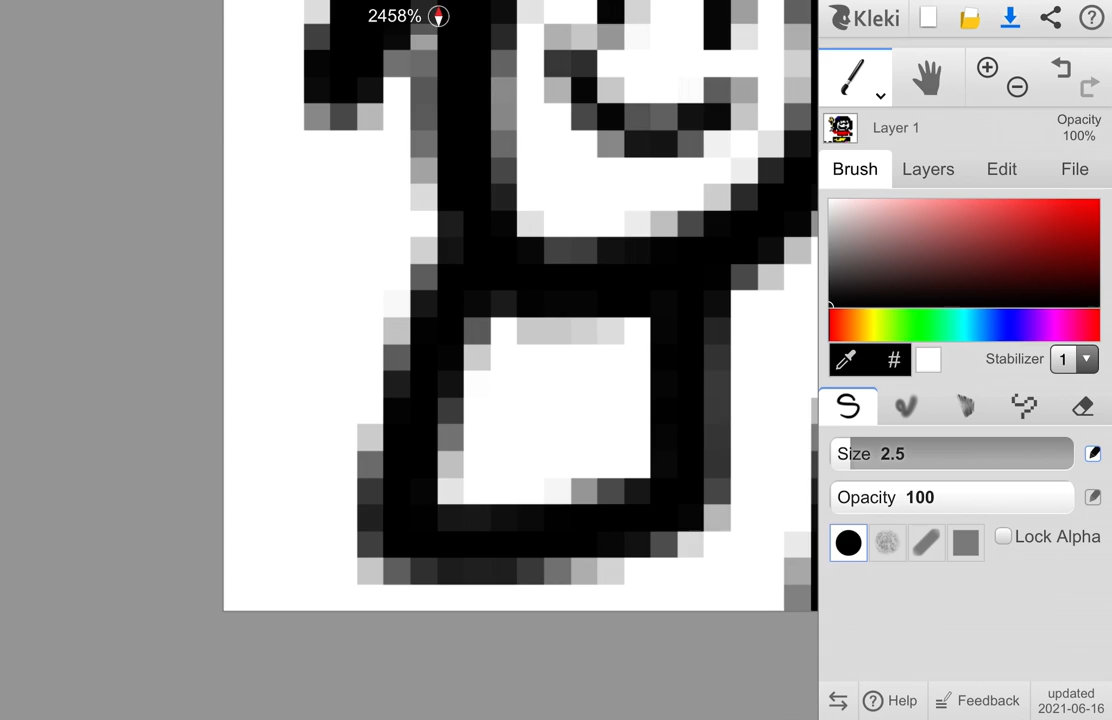 2458%
Kleki
Layer 1
Opacity
100%
Brush Layers Edit File
# Stabilizer 1
Size 2.5
Opacity 100
Lock Alpha
Help Feedback updated
2021-06-16